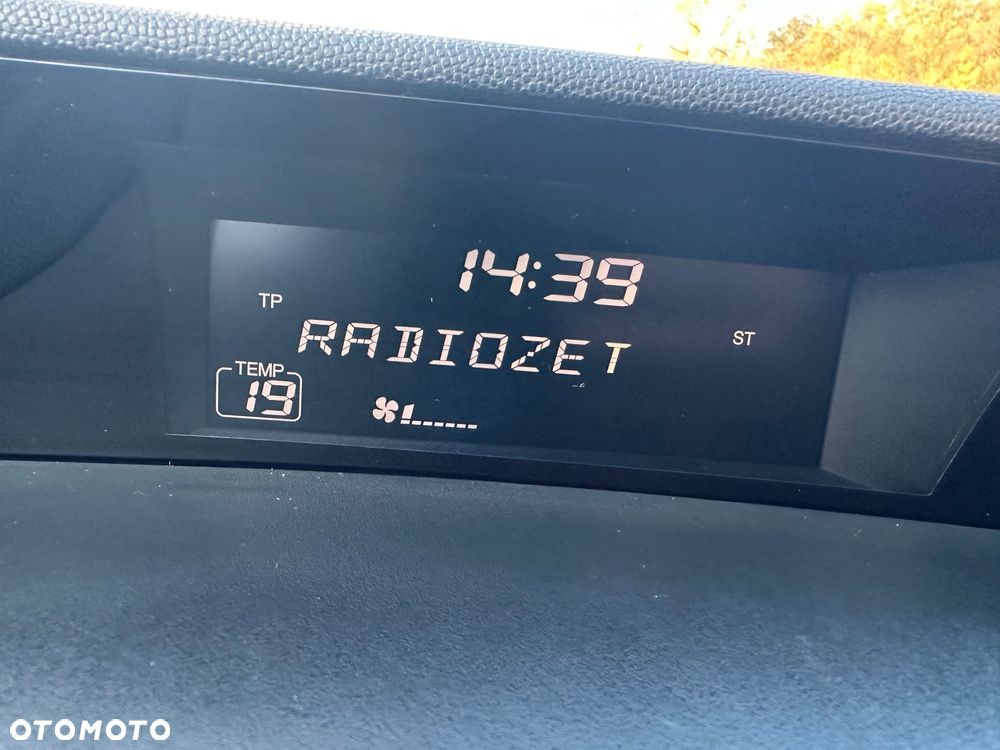 14:39
TP
RADIOZET
ST
TEMP
19
OTOMOTO